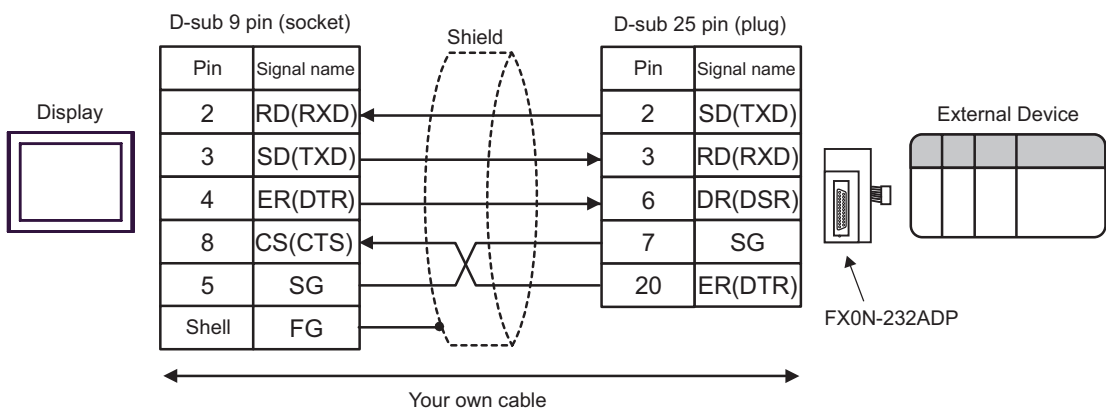 D-sub 9 pin (socket)
Shield
D-sub 25 pin (plug)
Pin Signal name
2 RD(RXD)
3 SD(TXD)
4 ER(DTR)
8 CS(CTS)
5 SG
Shell FG
Pin Signal name
2 SD(TXD)
3 RD(RXD)
6 DR(DSR)
7 SG
20 ER(DTR)
Display
External Device
FX0N-232ADP
Your own cable